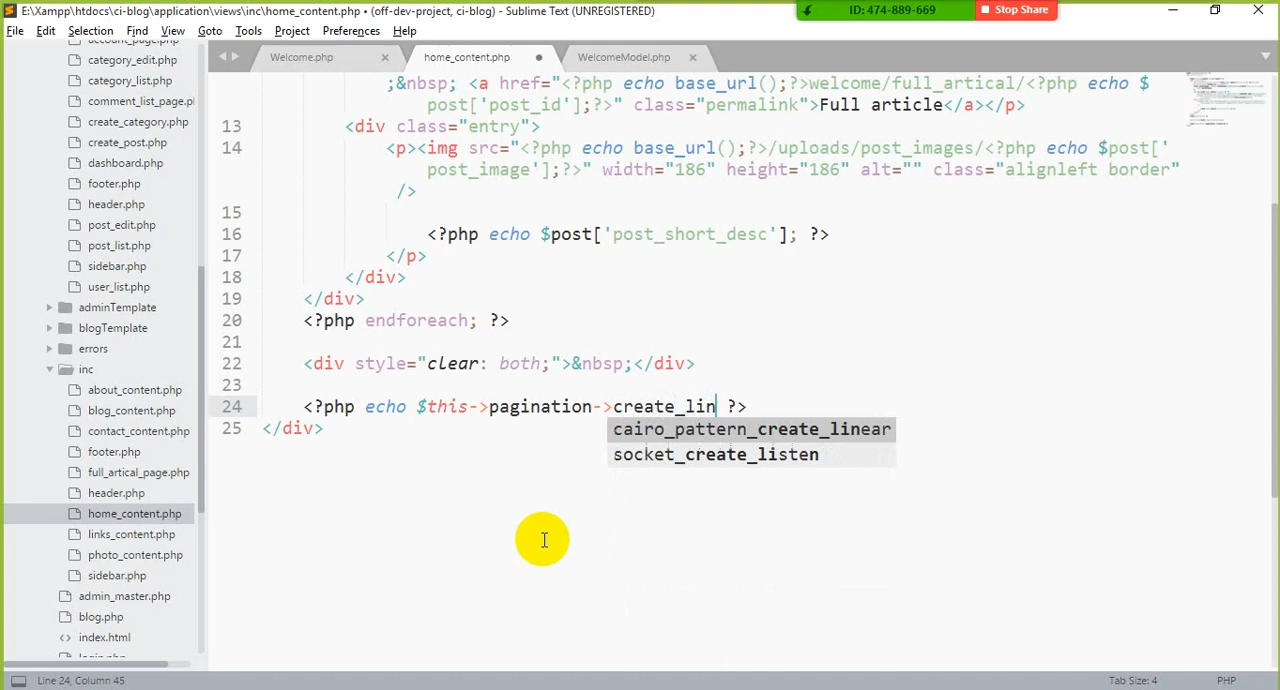 E:\Xampp\htdocs\ci-blog\application\views\inc\home_content.php • (off-dev-project, ci-blog) - Sublime Text (UNREGISTERED)
ID: 474-889-669
Stop Share
File Edit Selection Find View Goto Tools Project Preferences Help
account_page.php
category_edit.php
category_list.php
comment_list_page.pl
create_category.php
create_post.php
dashboard.php
footer.php
header.php
post_edit.php
post_list.php
sidebar.php
user_list.php
adminTemplate
blogTemplate
errors
inc
about_content.php
blog_content.php
contact_content.php
footer.php
full_artical_page.php
header.php
home_content.php
links_content.php
photo_content.php
sidebar.php
admin_master.php
blog.php
index.html
login.php
Welcome.php
home_content.php
WelcomeModel.php
;&nbsp; <a href="<?php echo base_url();?>welcome/full_artical/<?php echo $
post['post_id'];?>" class="permalink">Full article</a></p>
13 <div class="entry">
14 <p><img src="<?php echo base_url();?>/uploads/post_images/<?php echo $post['
post_image'];?>" width="186" height="186" alt="" class="alignleft border"
/>
15
16 <?php echo $post['post_short_desc']; ?>
17 </p>
18 </div>
19 </div>
20 <?php endforeach; ?>
21
22 <div style="clear: both;">&nbsp;</div>
23
24 <?php echo $this->pagination->create_lin ?>
25 </div>
cairo_pattern_create_linear
socket_create_listen
Line 24, Column 45
Tab Size: 4
PHP